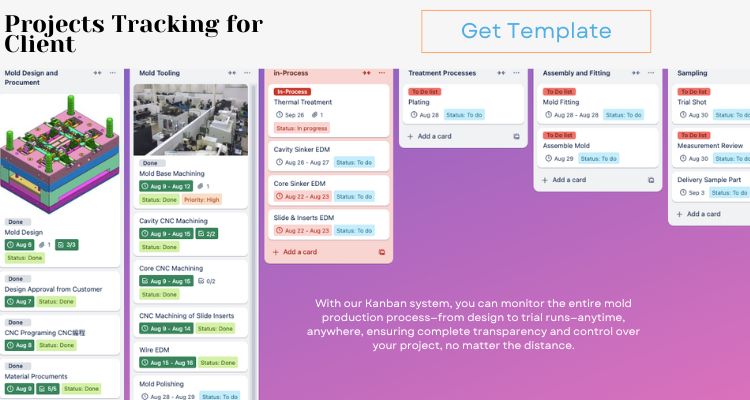 Projects Tracking for
Client
Get Template
Mold Design and
Procument
Done
Mold Design
Aug 6
1
3/3
Status: Done
Done
Design Approval from Customer
Aug 7
Status: Done
Done
CNC Programing CNC编程
Aug 8
Status: Done
Done
Material Procuments
Aug 9
5/5
Status: Done
Mold Tooling
Done
Mold Base Machining
Aug 9 - Aug 12
1
Status: Done
Priority: High
Cavity CNC Machining
Aug 9 - Aug 15
2/2
Status: Done
Core CNC Machining
Aug 9 - Aug 15
0/2
Status: Done
CNC Machining of Slide Inserts
Aug 9 - Aug 14
Status: Done
Wire EDM
Aug 15 - Aug 16
Status: Done
Mold Polishing
Aug 28 - Aug 29
Status: To do
in-Process
In-Process
Thermal Treatment
Sep 26
1
Status: In progress
Cavity Sinker EDM
Aug 26 - Aug 27
Status: To do
Core Sinker EDM
Aug 22 - Aug 23
Status: To do
Slide & Inserts EDM
Aug 22 - Aug 23
Status: To do
+ Add a card
Treatment Processes
To Do list
Plating
Aug 28
Status: To do
+ Add a card
Assembly and Fitting
To Do list
Mold Fitting
Aug 28 - Aug 28
Status: To do
To Do list
Assemble Mold
Aug 29
Status: To do
+ Add a card
Sampling
To Do list
Trial Shot
Aug 30
Status: To do
To Do list
Measurement Review
Aug 30
Status: To do
Delivery Sample Part
Sep 3
Status: To do
+ Add a card
With our Kanban system, you can monitor the entire mold
production process—from design to trial runs—anytime,
anywhere, ensuring complete transparency and control over
your project, no matter the distance.